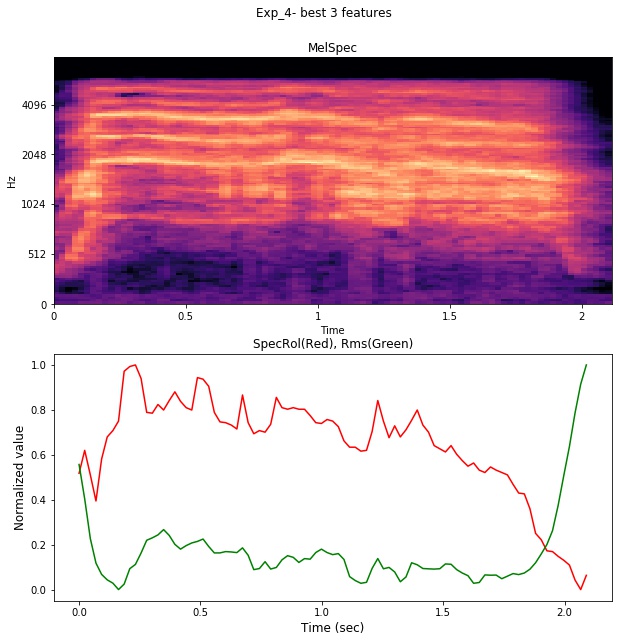 Exp_4- best 3 features
MelSpec
4096
2048
1024
512
0
Hz
0 0.5 1 1.5 2
Time
SpecRol(Red), Rms(Green)
1.0
0.8
0.6
0.4
0.2
0.0
Normalized value
0.0 0.5 1.0 1.5 2.0
Time (sec)